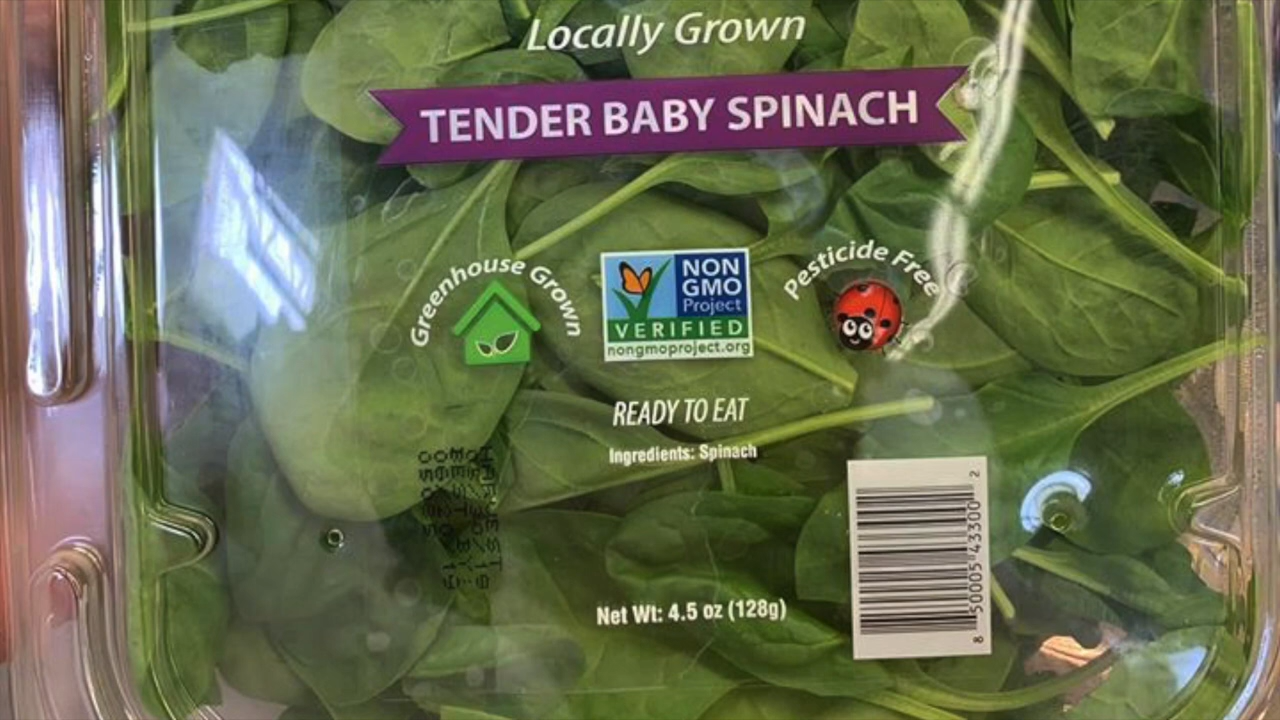 Locally Grown
TENDER BABY SPINACH
Greenhouse Grown
NON
GMO
Project
VERIFIED
nongmoproject.org
Pesticide Free
READY TO EAT
Ingredients: Spinach
Net Wt: 4.5 oz (128g)
8 50005 43300 2